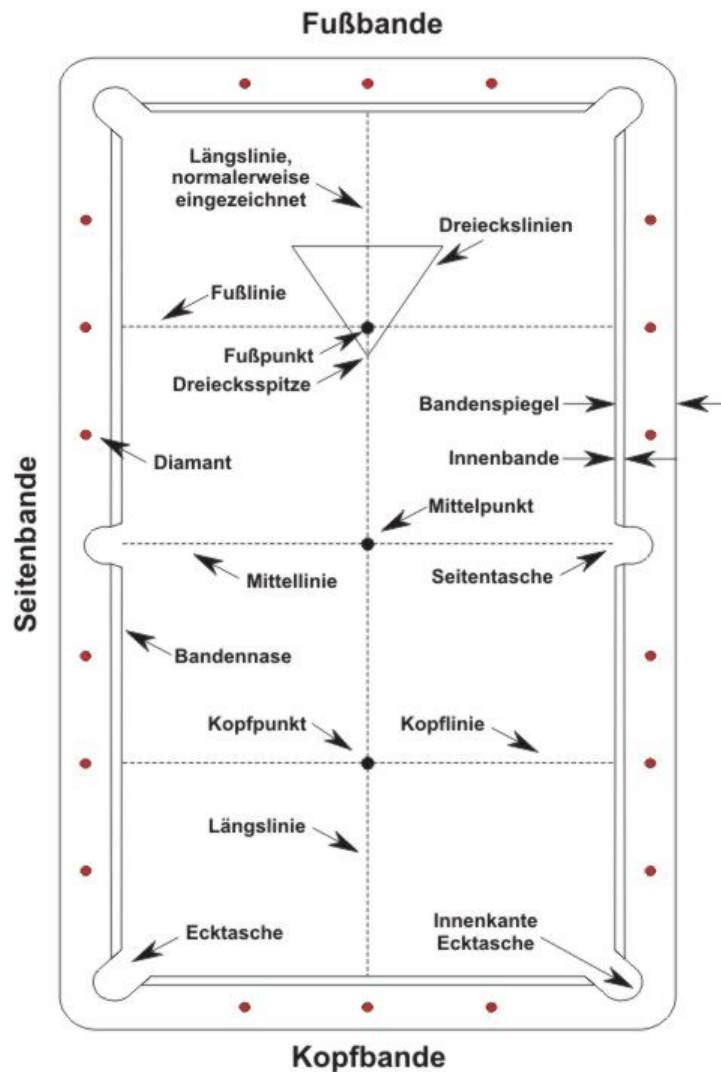 Fußbande
Längslinie,
normalerweise
eingezeichnet
Dreieckslinien
Fußlinie
Fußpunkt
Dreiecksspitze
Bandenspiegel
Diamant
Innenbande
Mittelpunkt
Mittellinie
Seitentasche
Seitenbande
Bandennase
Kopfpunkt
Kopflinie
Längslinie
Ecktasche
Innenkante
Ecktasche
Kopfbande